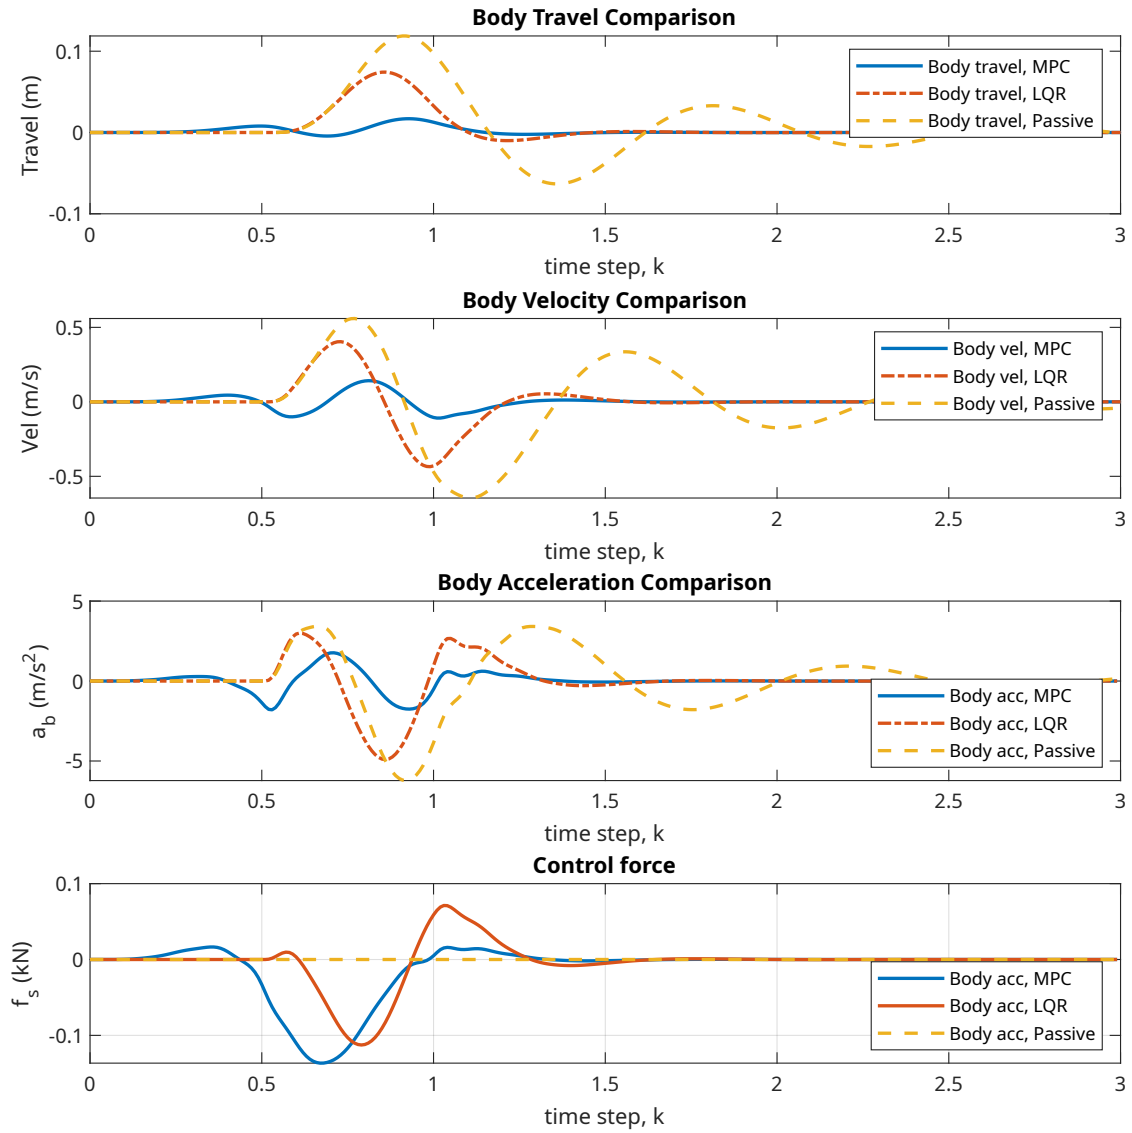 Body Travel Comparison
0.1
0
-0.1
Travel (m)
Body travel, MPC
Body travel, LQR
Body travel, Passive
0 0.5 1 1.5 2 2.5 3
time step, k
Body Velocity Comparison
0.5
0
-0.5
Vel (m/s)
Body vel, MPC
Body vel, LQR
Body vel, Passive
0 0.5 1 1.5 2 2.5 3
time step, k
Body Acceleration Comparison
5
0
-5
a_b (m/s²)
Body acc, MPC
Body acc, LQR
Body acc, Passive
0 0.5 1 1.5 2 2.5 3
time step, k
Control force
0.1
0
-0.1
f_s (kN)
Body acc, MPC
Body acc, LQR
Body acc, Passive
0 0.5 1 1.5 2 2.5 3
time step, k